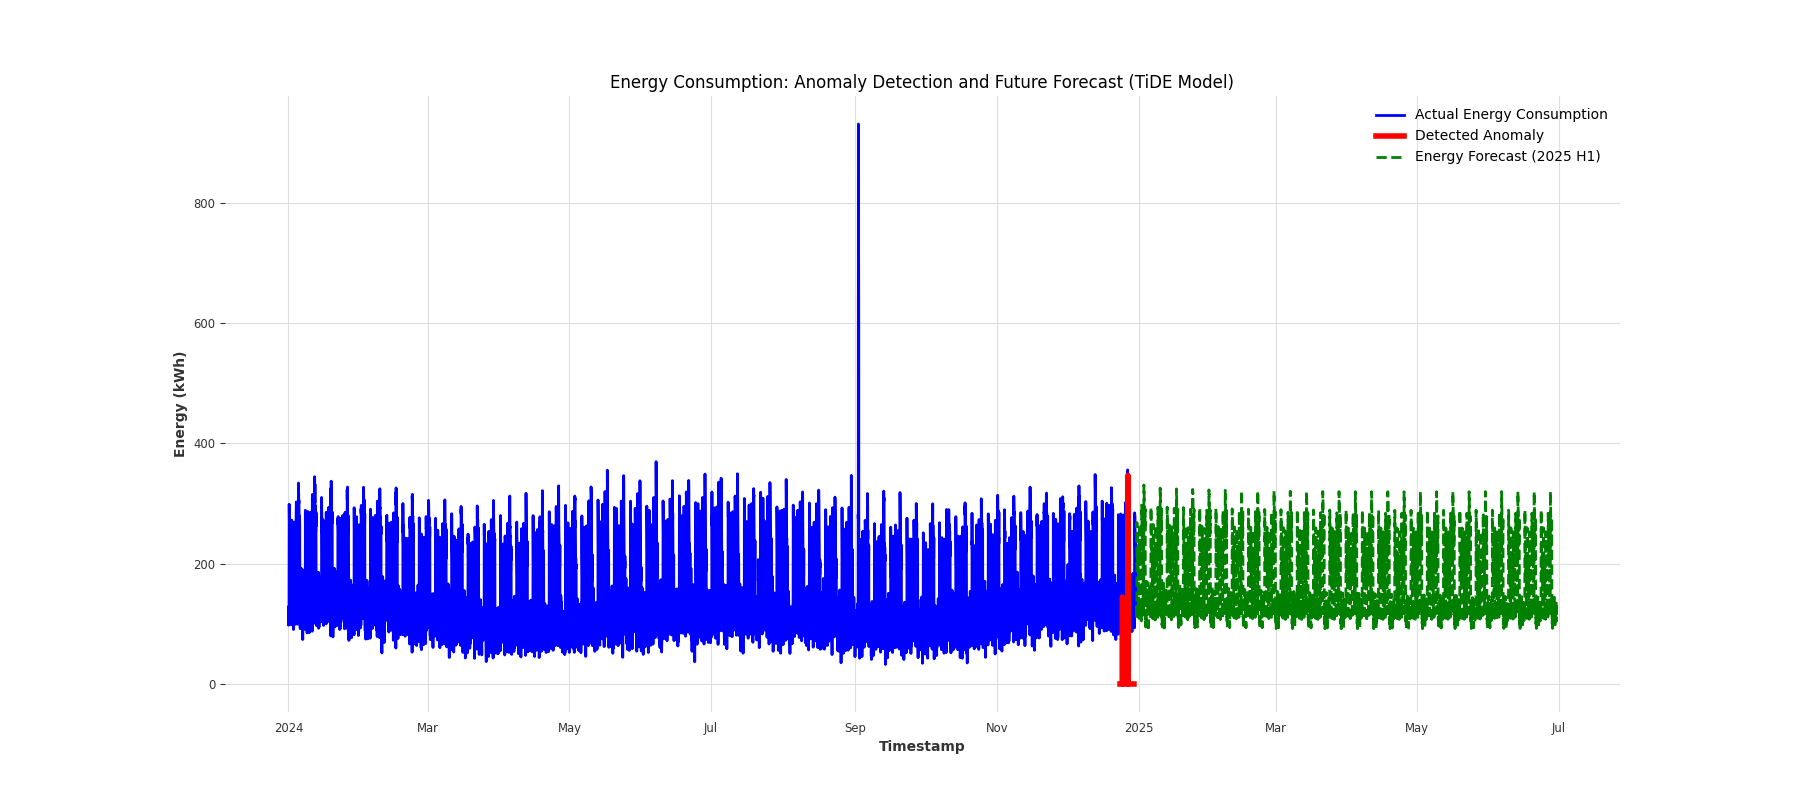 Energy Consumption: Anomaly Detection and Future Forecast (TiDE Model)
Actual Energy Consumption
Detected Anomaly
Energy Forecast (2025 H1)
Energy (kWh)
800
600
400
200
0
2024 Mar May Jul Sep Nov 2025 Mar May Jul
Timestamp